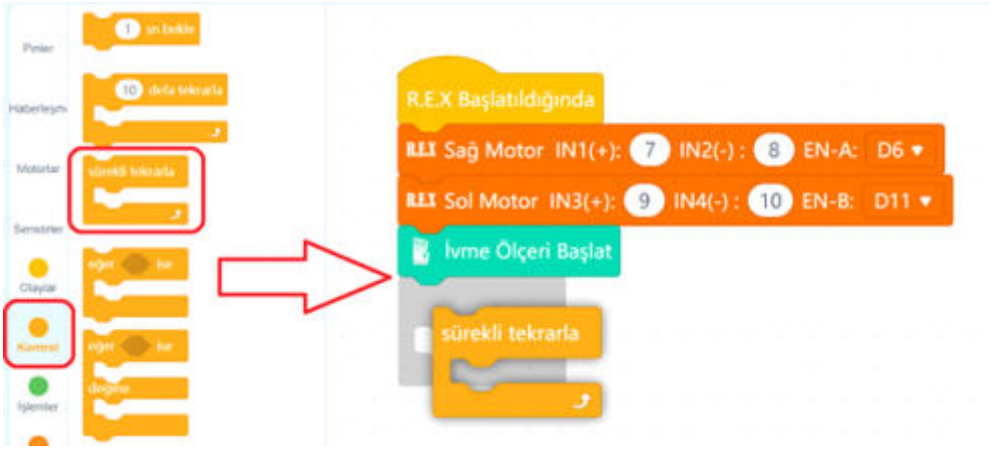 1 sn bekle
Pinler
10 defa tekrarla
Haberleşm
Motorlar
sürekli tekrarla
Sensörler
eğer ise
Olaylar
Kontrol
eğer ise
değilse
İşlemler
R.E.X Başlatıldığında
R.E.X Sağ Motor IN1(+): 7 IN2(-) : 8 EN-A: D6
R.E.X Sol Motor IN3(+): 9 IN4(-) : 10 EN-B: D11
İvme Ölçeri Başlat
sürekli tekrarla